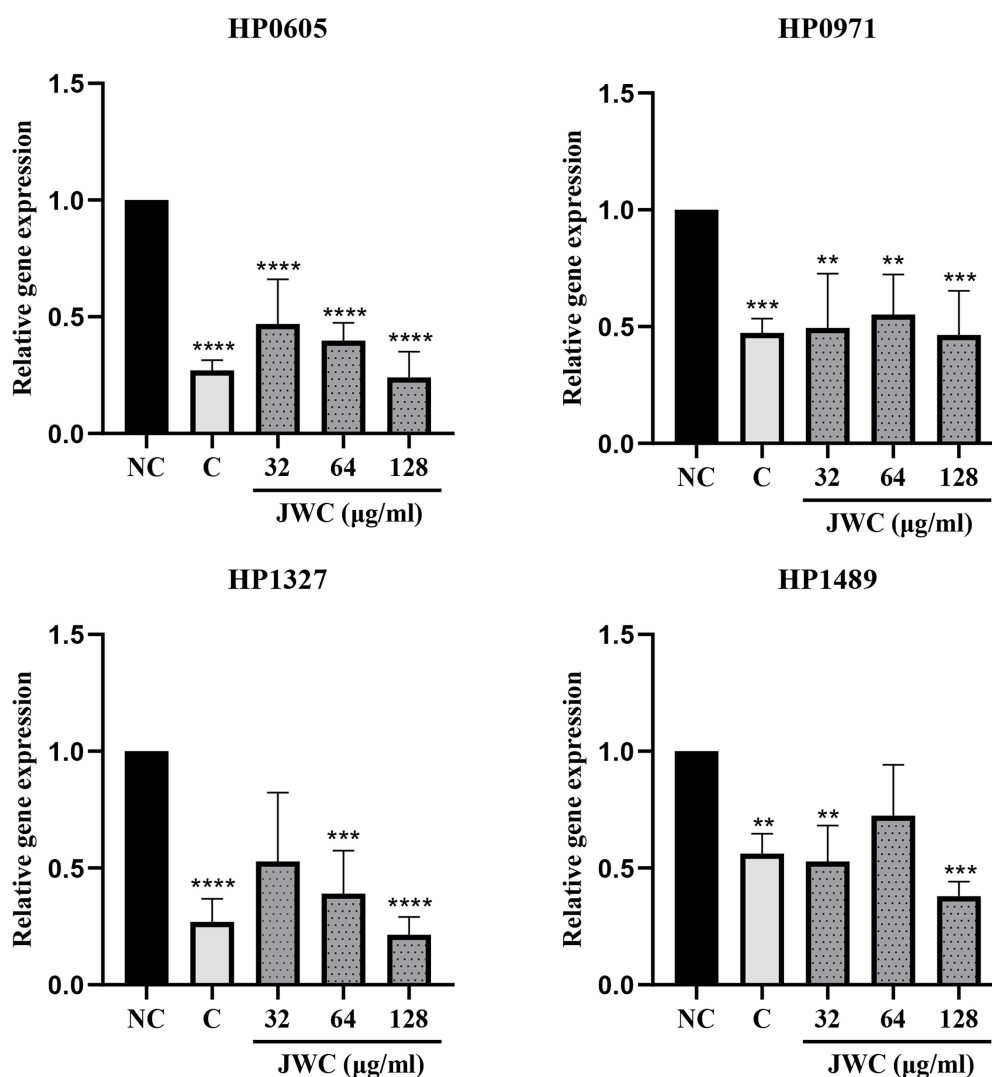 HP0605
Relative gene expression
1.5
1.0
0.5
0.0
****
****
****
****
NC C 32 64 128
JWC (μg/ml)
HP0971
Relative gene expression
1.5
1.0
0.5
0.0
***
**
**
***
NC C 32 64 128
JWC (μg/ml)
HP1327
Relative gene expression
1.5
1.0
0.5
0.0
****
***
****
NC C 32 64 128
JWC (μg/ml)
HP1489
Relative gene expression
1.5
1.0
0.5
0.0
**
**
***
NC C 32 64 128
JWC (μg/ml)